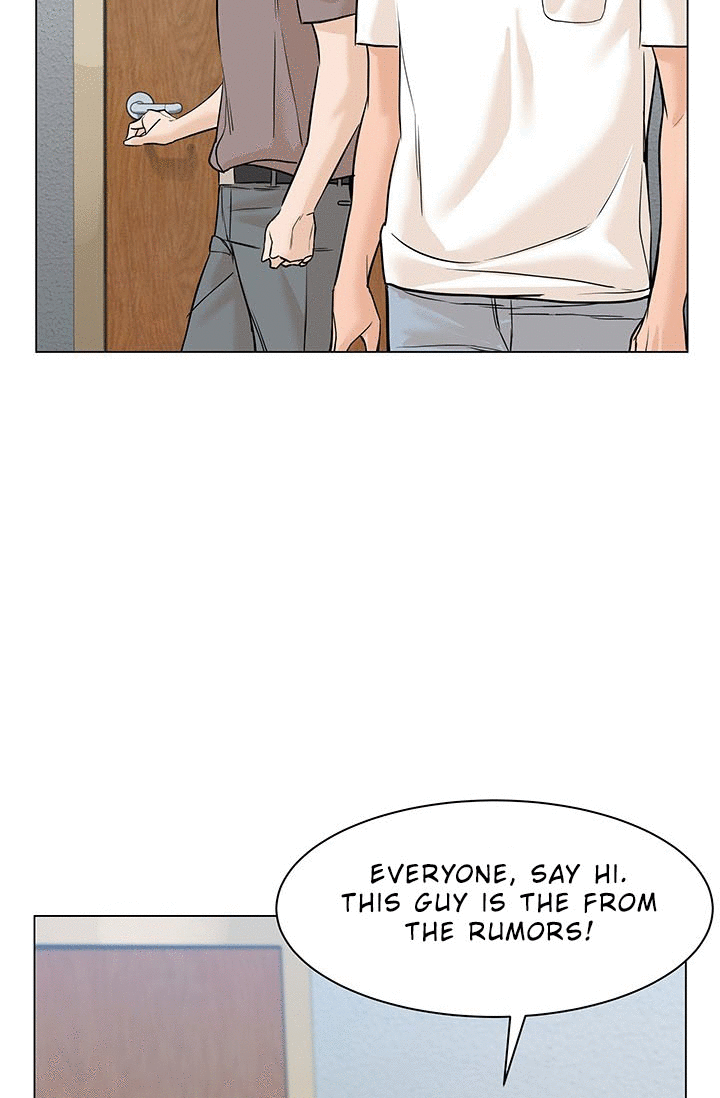 EVERYONE, SAY HI.
THIS GUY IS THE FROM
THE RUMORS!